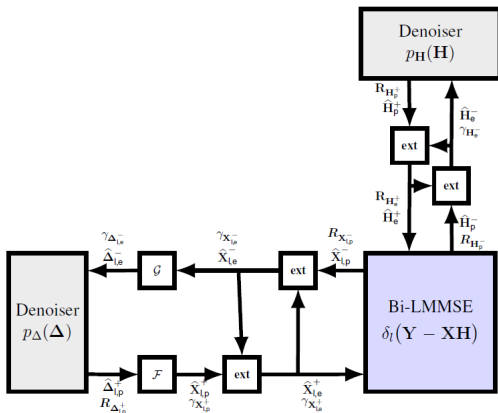 Denoiser
p_H(H)
R_{H_p^+}
Ĥ_p^+
Ĥ_e^-
γ_{H_e^-}
ext
ext
R_{H_e^+}
Ĥ_e^+
Ĥ_p^-
R_{H_p^-}
γ_{Δ_{l,e}^-}
Δ̂_{l,e}^-
𝒢
γ_{X_{l,e}^-}
X̂_{l,e}^-
ext
R_{X_{l,p}^-}
X̂_{l,p}^-
Denoiser
p_Δ(Δ)
Bi-LMMSE
δ_l(Y − XH)
Δ̂_{l,p}^+
R_{Δ_{l,p}^+}
ℱ
X̂_{l,p}^+
γ_{X_{l,p}^+}
ext
X̂_{l,e}^+
γ_{X_{l,e}^+}